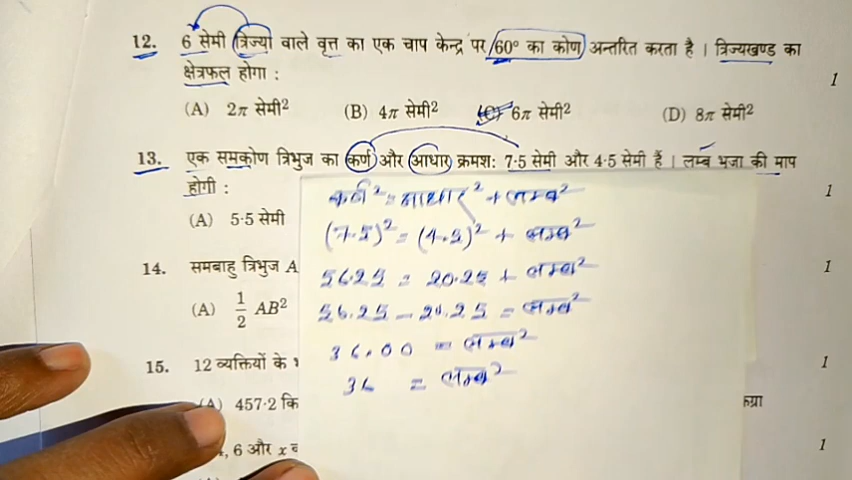 12. 6 सेमी त्रिज्या वाले वृत्त का एक चाप केन्द्र पर 60° का कोण अन्तरित करता है । त्रिज्यखण्ड का
क्षेत्रफल होगा :
1
(A) 2π सेमी² (B) 4π सेमी² (C) 6π सेमी² (D) 8π सेमी²
13. एक समकोण त्रिभुज का कर्ण और आधार क्रमशः 7·5 सेमी और 4·5 सेमी हैं । लम्ब भुजा की माप
होगी :
1
(A) 5·5 सेमी
14. समबाहु त्रिभुज A
1
(A) 1/2 AB²
15. 12 व्यक्तियों के
1
(A) 457·2 कि
, 6 और x
1
कर्ण² = आधार² + लम्ब²
(7.5)² = (4.5)² + लम्ब²
56.25 = 20.25 + लम्ब²
56.25 - 20.25 = लम्ब²
36.00 = लम्ब²
36 = लम्ब²